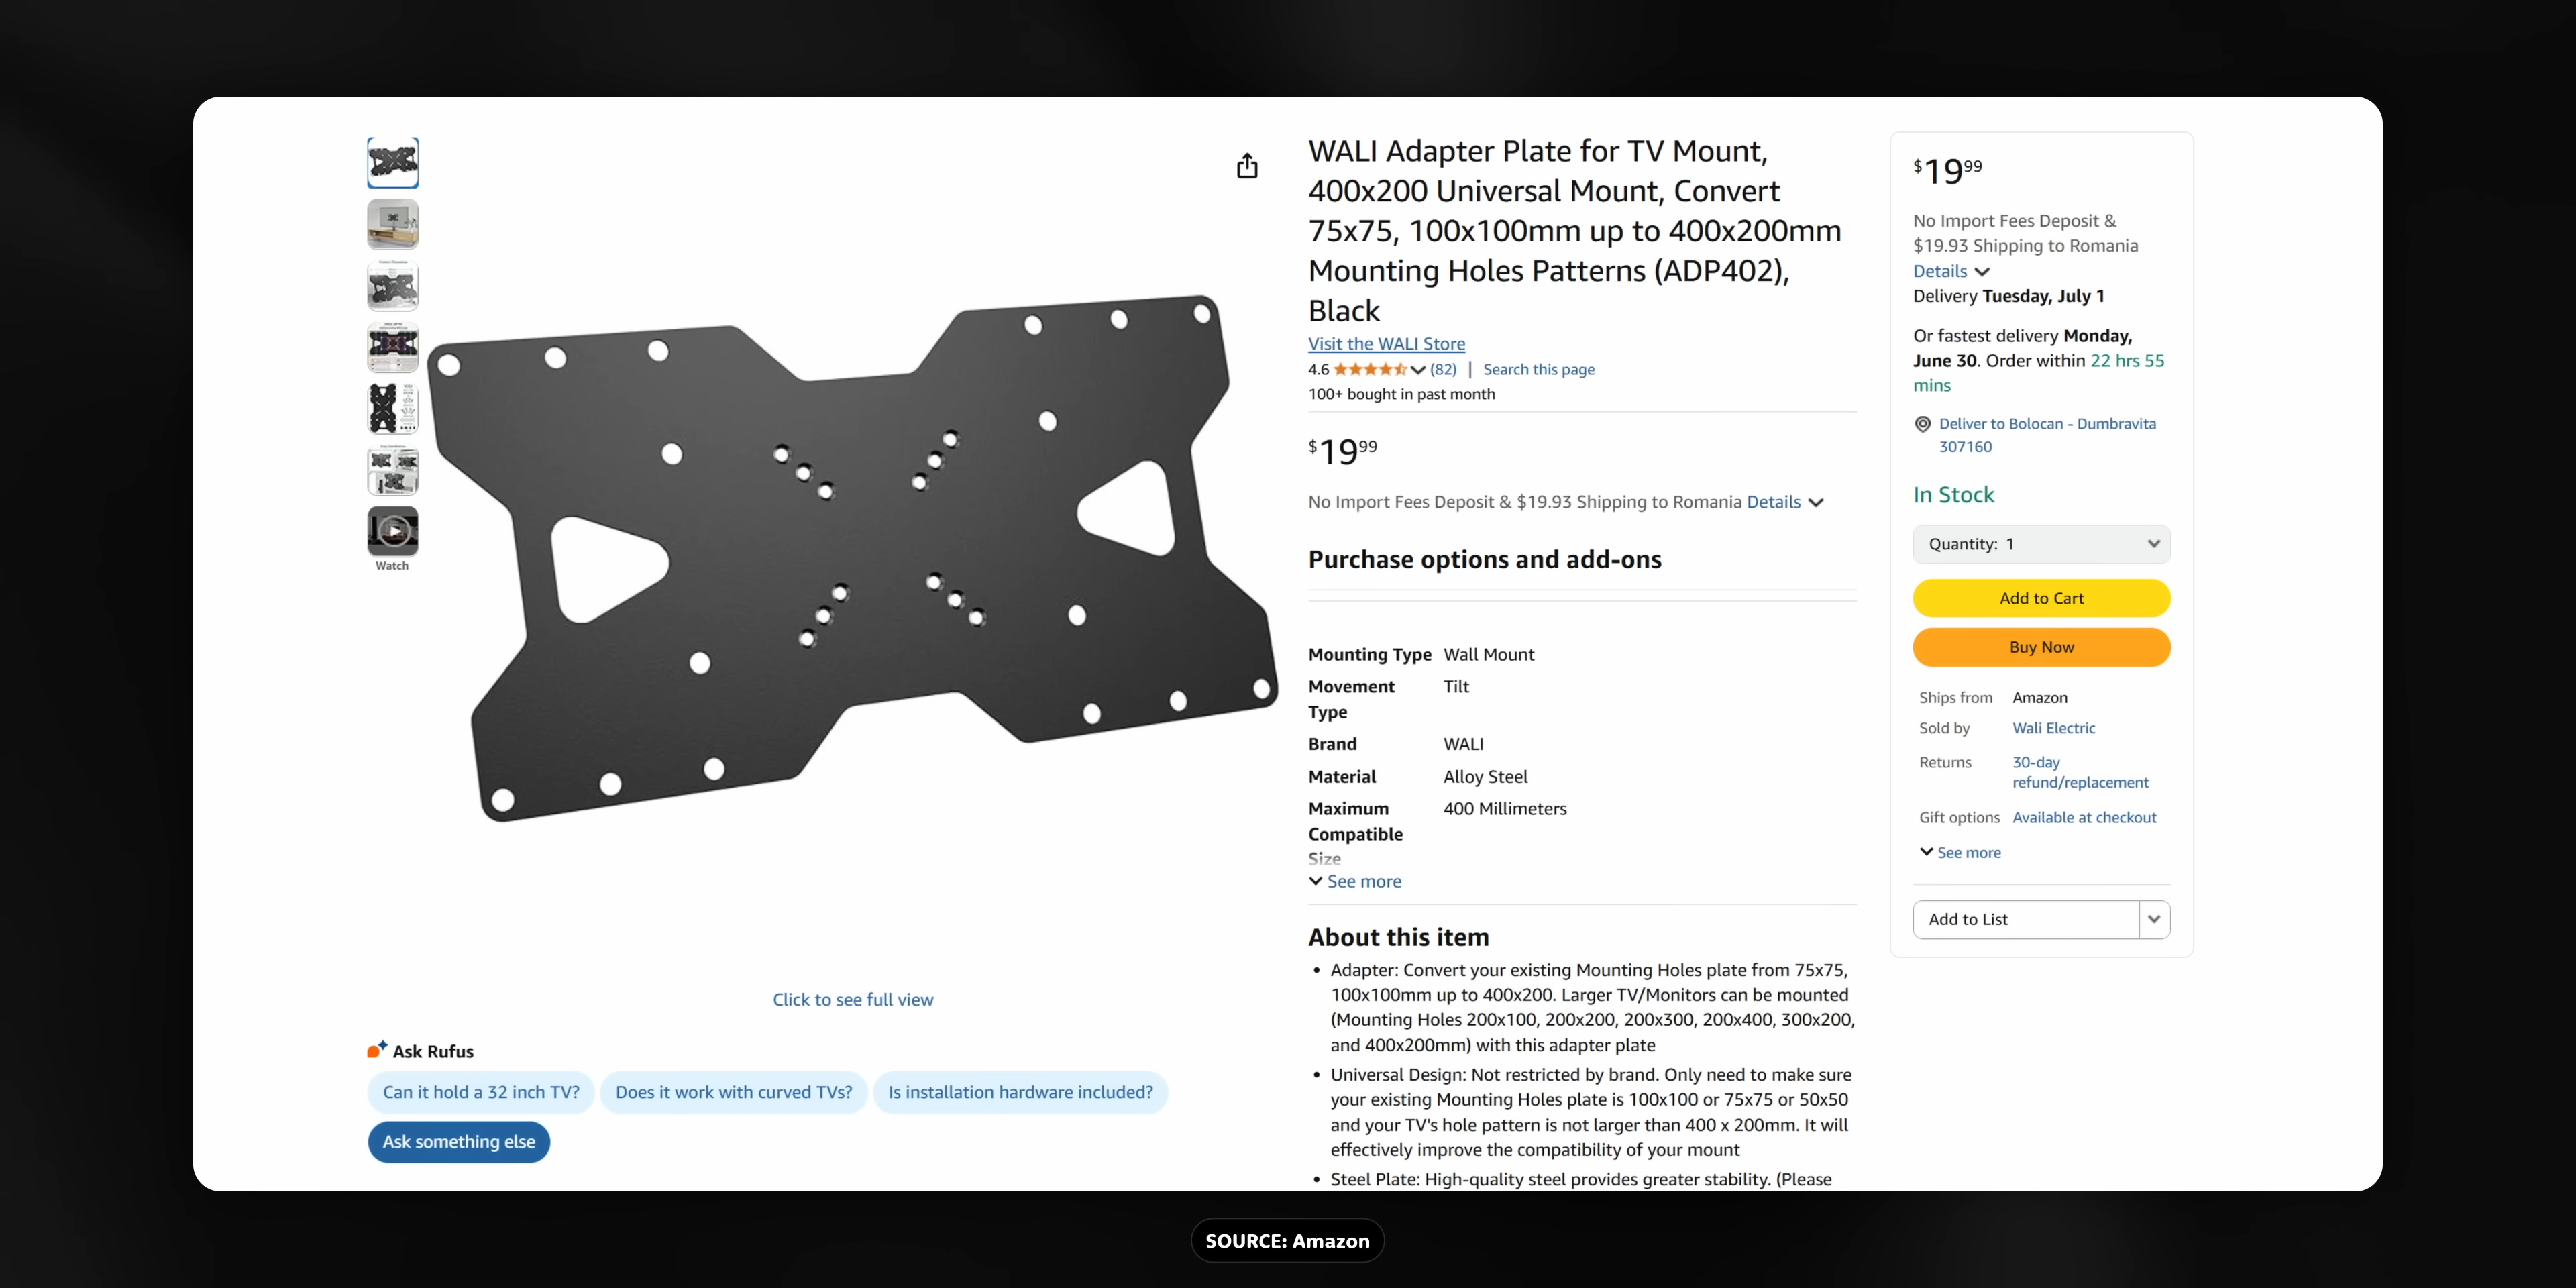 WALI Adapter Plate for TV Mount,
400x200 Universal Mount, Convert
75x75, 100x100mm up to 400x200mm
Mounting Holes Patterns (ADP402),
Black
Visit the WALI Store
4.6 (82) | Search this page
100+ bought in past month
$19.99
No Import Fees Deposit & $19.93 Shipping to Romania Details
Purchase options and add-ons
Mounting Type Wall Mount
Movement Tilt
Type
Brand WALI
Material Alloy Steel
Maximum 400 Millimeters
Compatible
Size
See more
About this item
• Adapter: Convert your existing Mounting Holes plate from 75x75,
100x100mm up to 400x200. Larger TV/Monitors can be mounted
(Mounting Holes 200x100, 200x200, 200x300, 200x400, 300x200,
and 400x200mm) with this adapter plate
• Universal Design: Not restricted by brand. Only need to make sure
your existing Mounting Holes plate is 100x100 or 75x75 or 50x50
and your TV's hole pattern is not larger than 400 x 200mm. It will
effectively improve the compatibility of your mount
• Steel Plate: High-quality steel provides greater stability. (Please
$19.99
No Import Fees Deposit &
$19.93 Shipping to Romania
Details
Delivery Tuesday, July 1
Or fastest delivery Monday,
June 30. Order within 22 hrs 55
mins
Deliver to Bolocan - Dumbravita
307160
In Stock
Quantity: 1
Add to Cart
Buy Now
Ships from Amazon
Sold by Wali Electric
Returns 30-day
refund/replacement
Gift options Available at checkout
See more
Add to List
Watch
Click to see full view
Ask Rufus
Can it hold a 32 inch TV? Does it work with curved TVs? Is installation hardware included?
Ask something else
SOURCE: Amazon